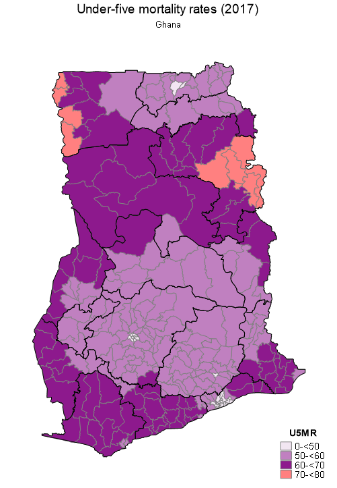 Under-five mortality rates (2017)
Ghana
U5MR
0-<50
50-<60
60-<70
70-<80